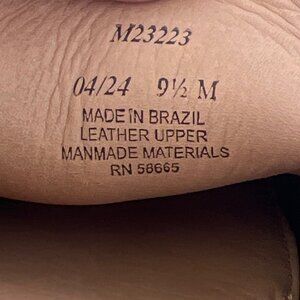 M23223
04/24 9½ M
MADE IN BRAZIL
LEATHER UPPER
MANMADE MATERIALS
RN 58665